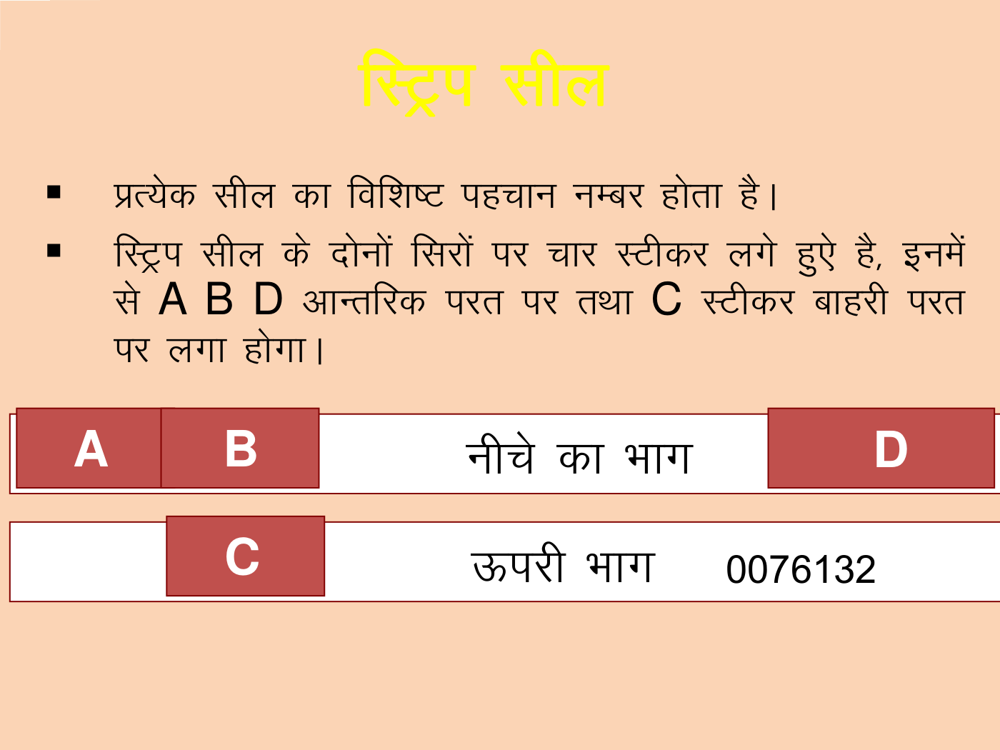 स्ट्रिप सील
▪ प्रत्येक सील का विशिष्ट पहचान नम्बर होता है।
▪ स्ट्रिप सील के दोनों सिरों पर चार स्टीकर लगे हुऐ है, इनमें
से A B D आन्तरिक परत पर तथा C स्टीकर बाहरी परत
पर लगा होगा।
A B नीचे का भाग D
C ऊपरी भाग 0076132